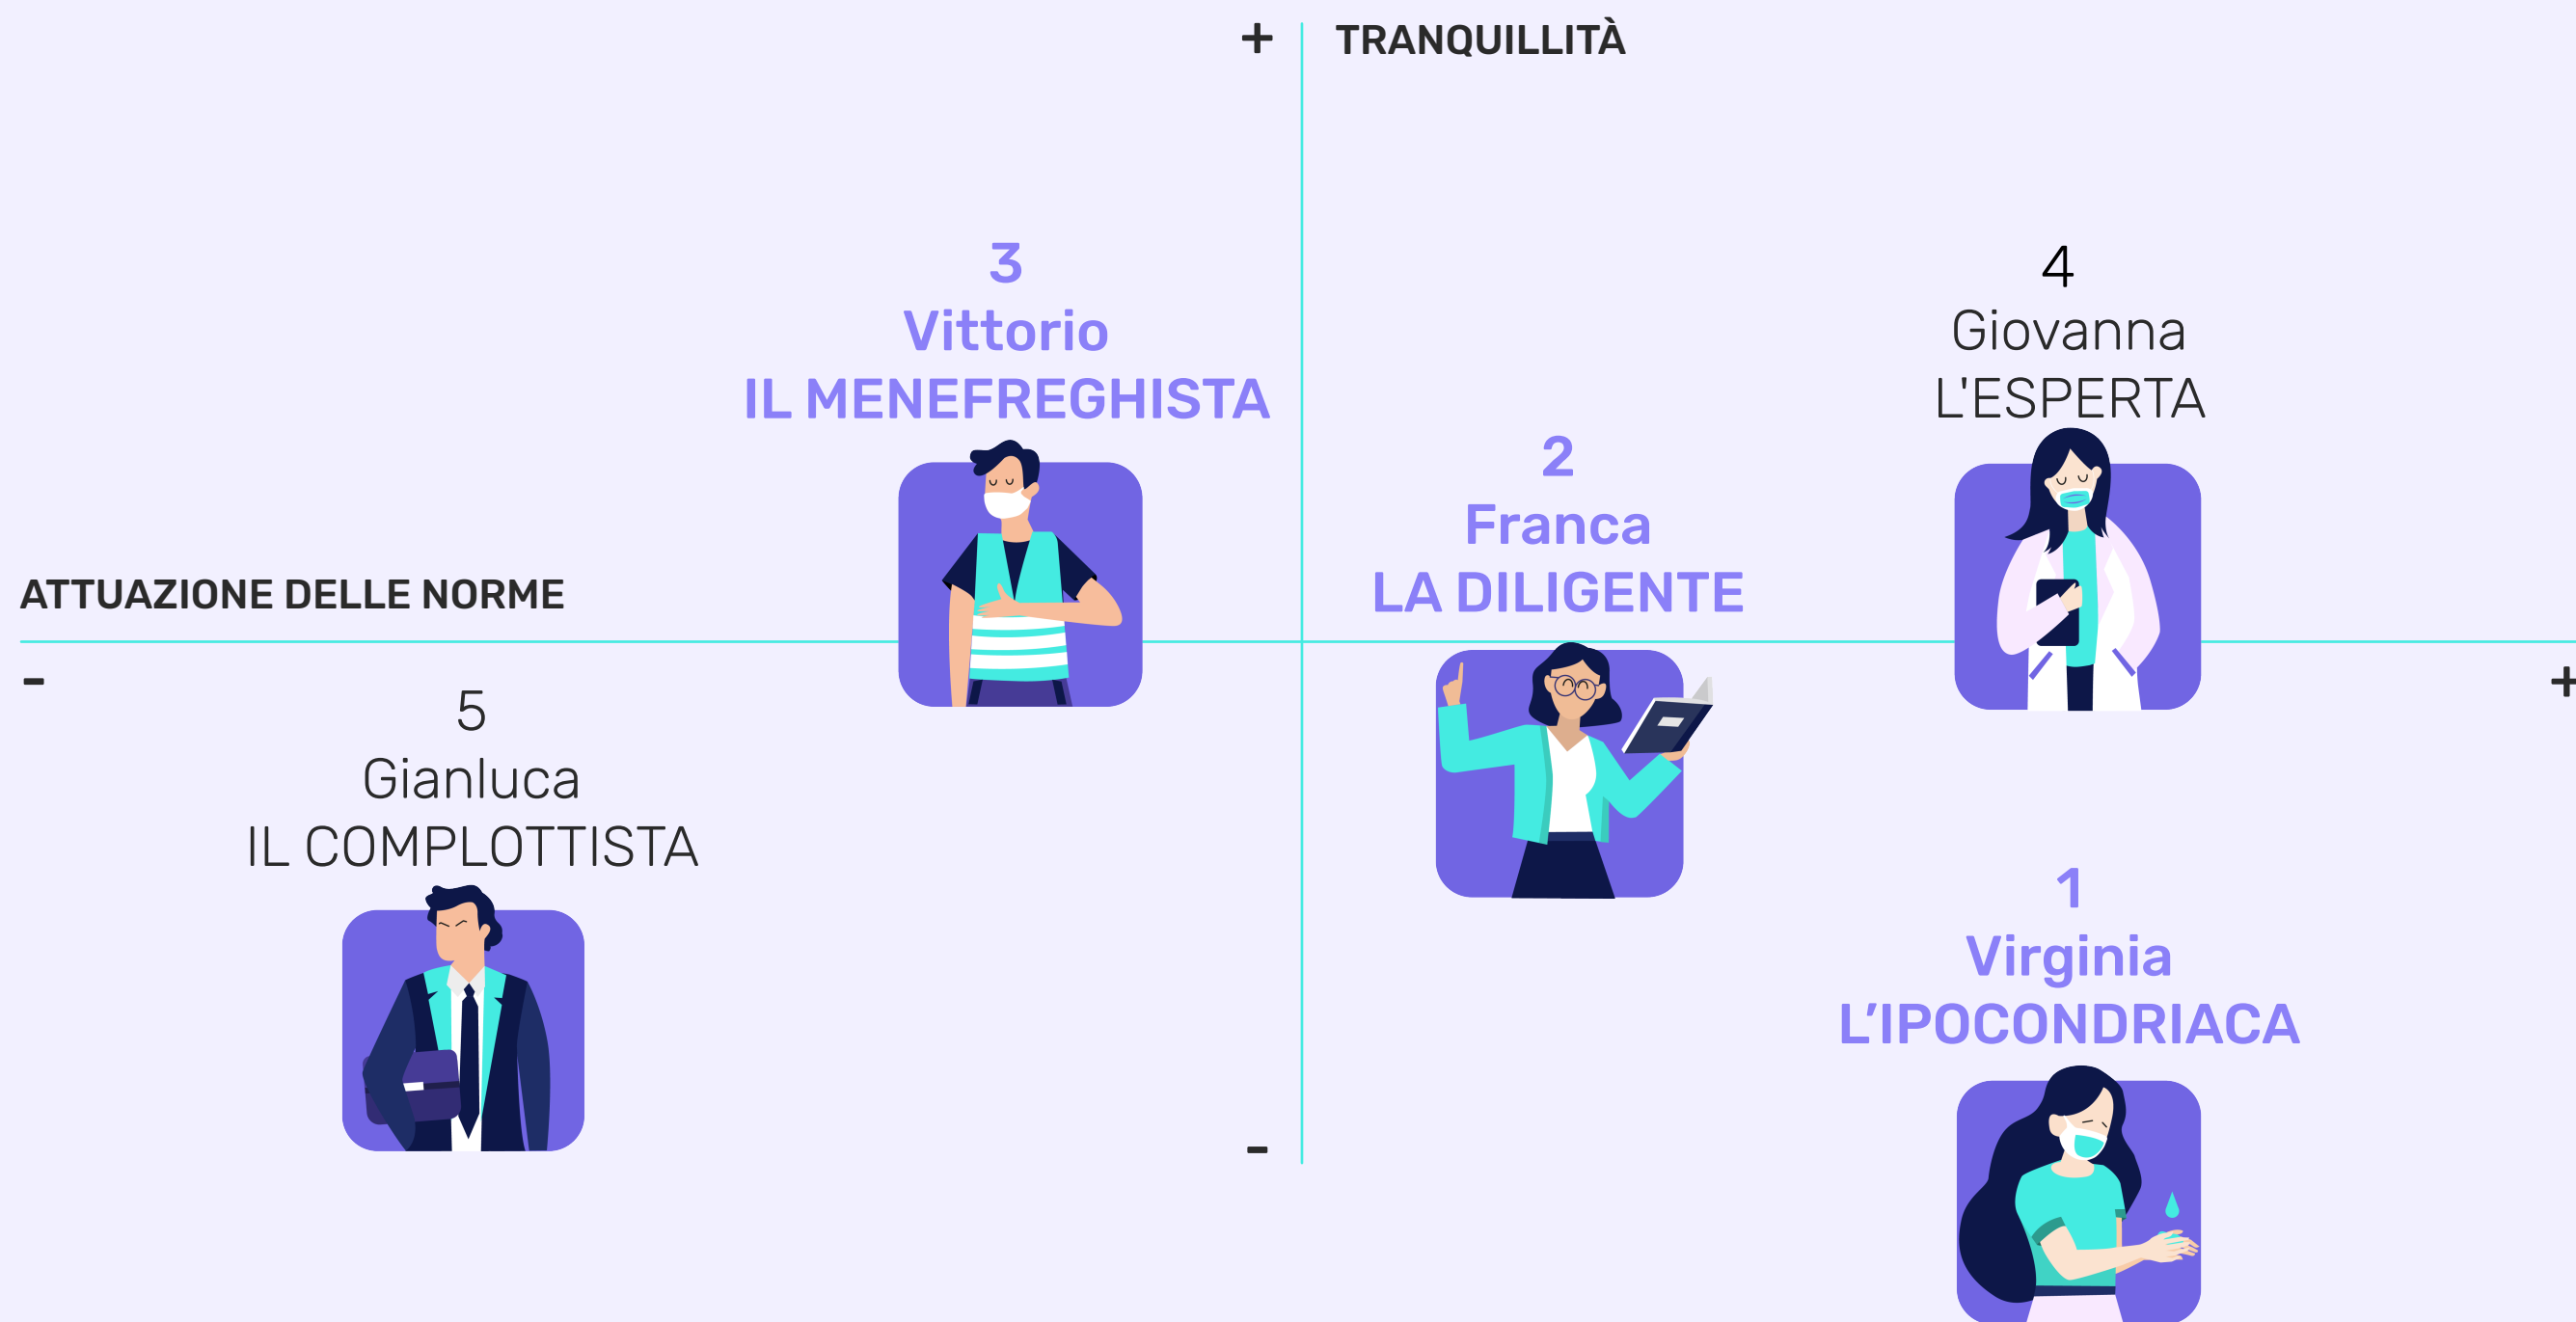 + TRANQUILLITÀ
3
Vittorio
IL MENEFREGHISTA
4
Giovanna
L'ESPERTA
2
Franca
LA DILIGENTE
ATTUAZIONE DELLE NORME
-
+
5
Gianluca
IL COMPLOTTISTA
1
Virginia
L’IPOCONDRIACA
-